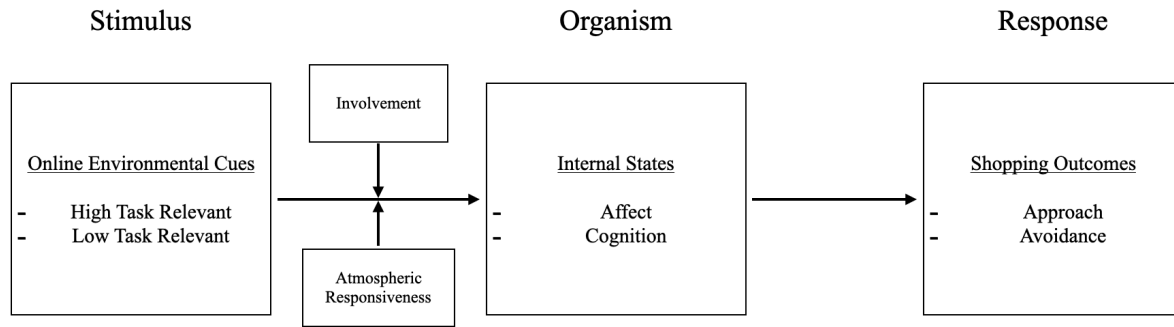 Stimulus
Organism
Response
Involvement
Online Environmental Cues
- High Task Relevant
- Low Task Relevant
Atmospheric
Responsiveness
Internal States
- Affect
- Cognition
Shopping Outcomes
- Approach
- Avoidance